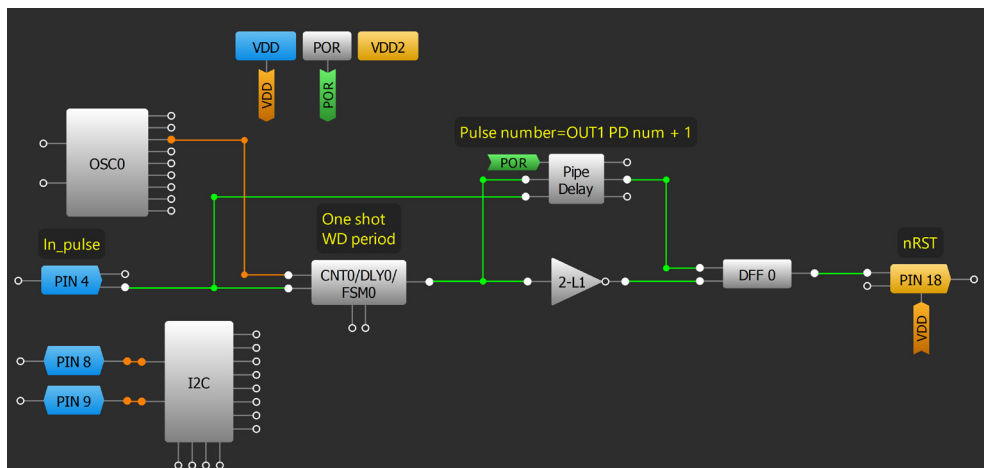 VDD
POR
VDD2
VDD
POR
OSC0
Pulse number=OUT1 PD num + 1
POR
Pipe
Delay
One shot
WD period
In_pulse
PIN 4
CNT0/DLY0/
FSM0
2-L1
DFF 0
nRST
PIN 18
VDD
PIN 8
PIN 9
I2C